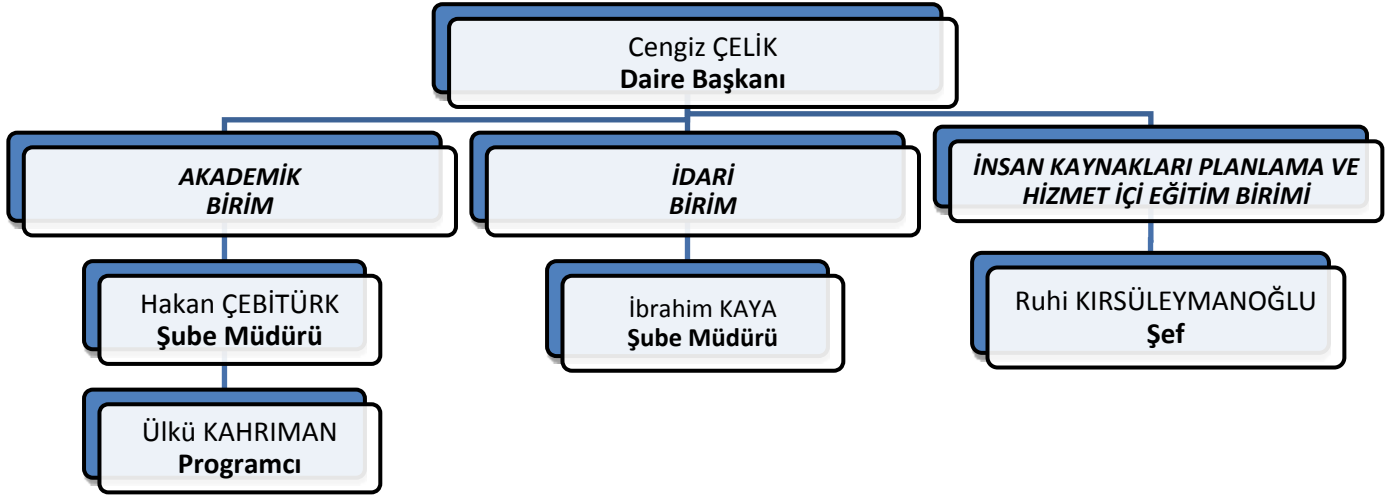 Cengiz ÇELİK
Daire Başkanı
AKADEMİK
BİRİM
İDARİ
BİRİM
İNSAN KAYNAKLARI PLANLAMA VE
HİZMET İÇİ EĞİTİM BİRİMİ
Hakan ÇEBİTÜRK
Şube Müdürü
İbrahim KAYA
Şube Müdürü
Ruhi KIRSÜLEYMANOĞLU
Şef
Ülkü KAHRIMAN
Programcı